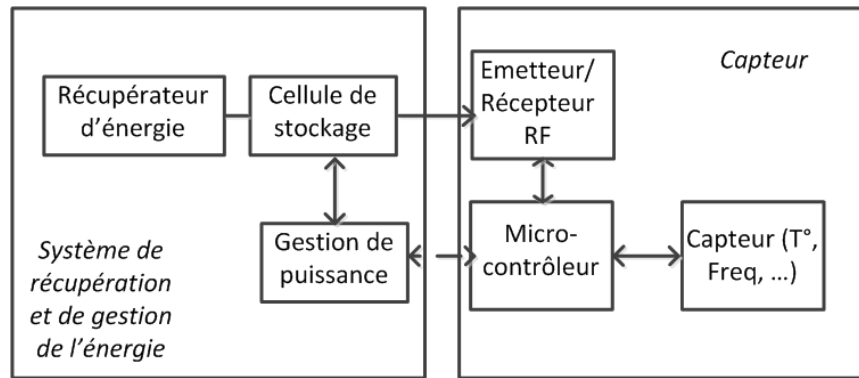 Récupérateur
d'énergie
Cellule de
stockage
Gestion de
puissance
Système de
récupération
et de gestion
de l'énergie
Emetteur/
Récepteur
RF
Capteur
Micro-
contrôleur
Capteur (T°,
Freq, ...)